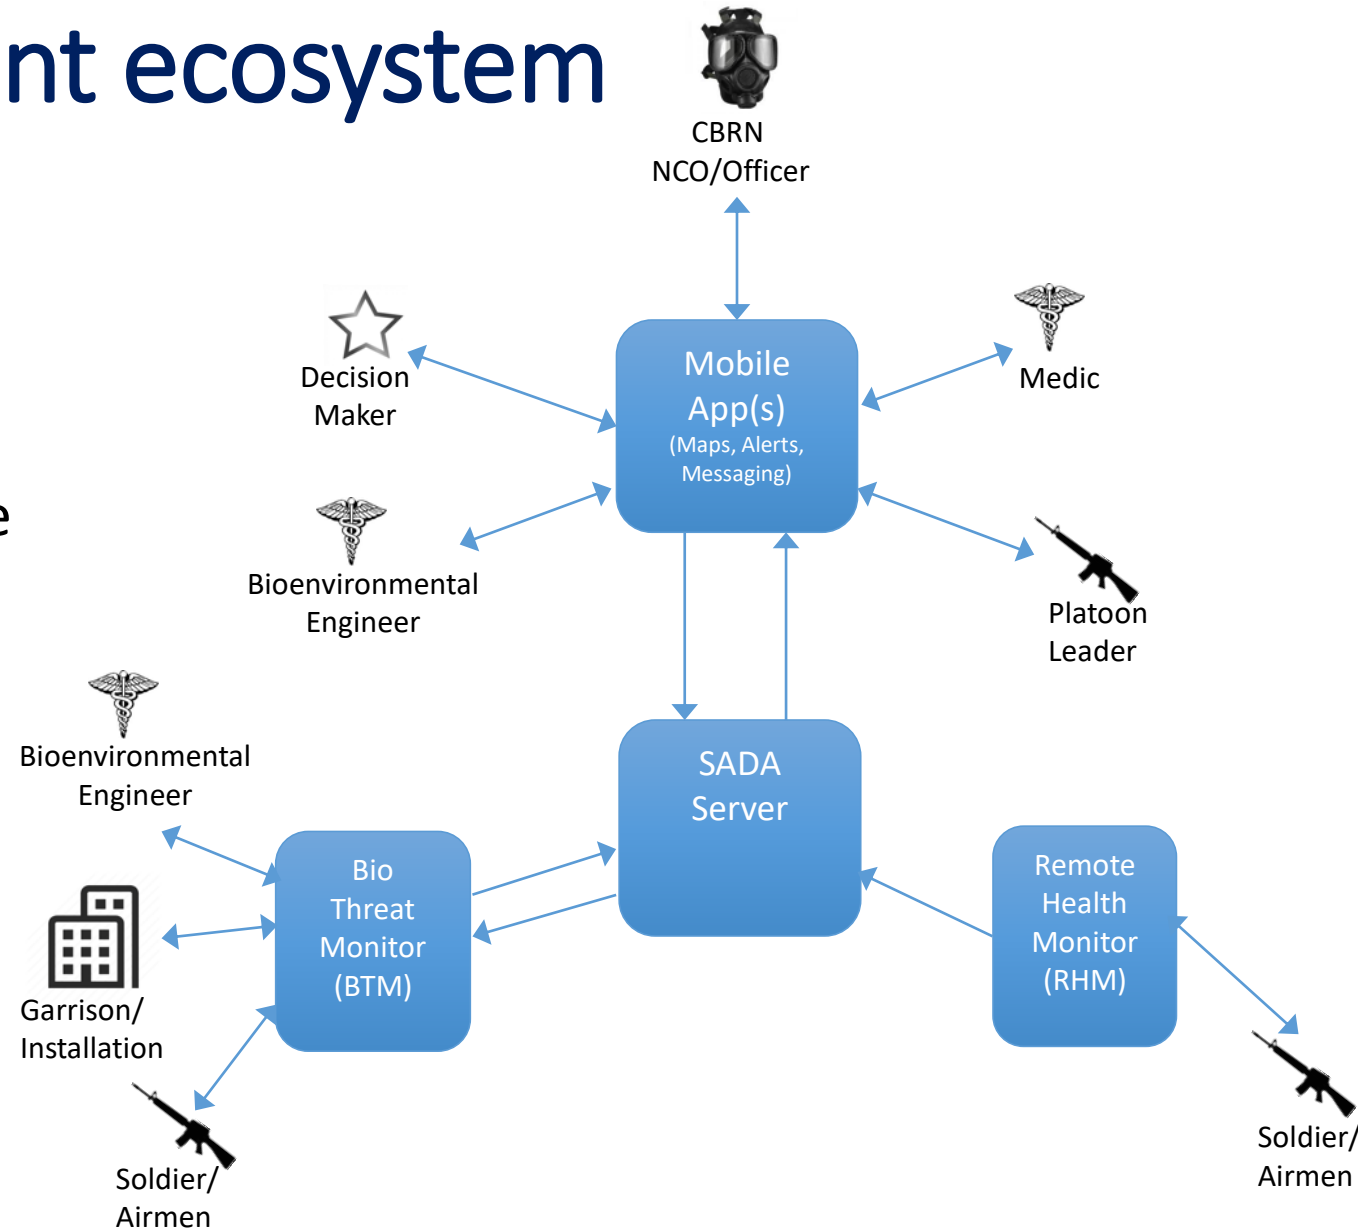 nt ecosystem
CBRN
NCO/Officer
Decision
Maker
Mobile
App(s)
(Maps, Alerts,
Messaging)
Medic
e
Bioenvironmental
Engineer
Platoon
Leader
Bioenvironmental
Engineer
SADA
Server
Bio
Threat
Monitor
(BTM)
Remote
Health
Monitor
(RHM)
Garrison/
Installation
Soldier/
Airmen
Soldier/
Airmen